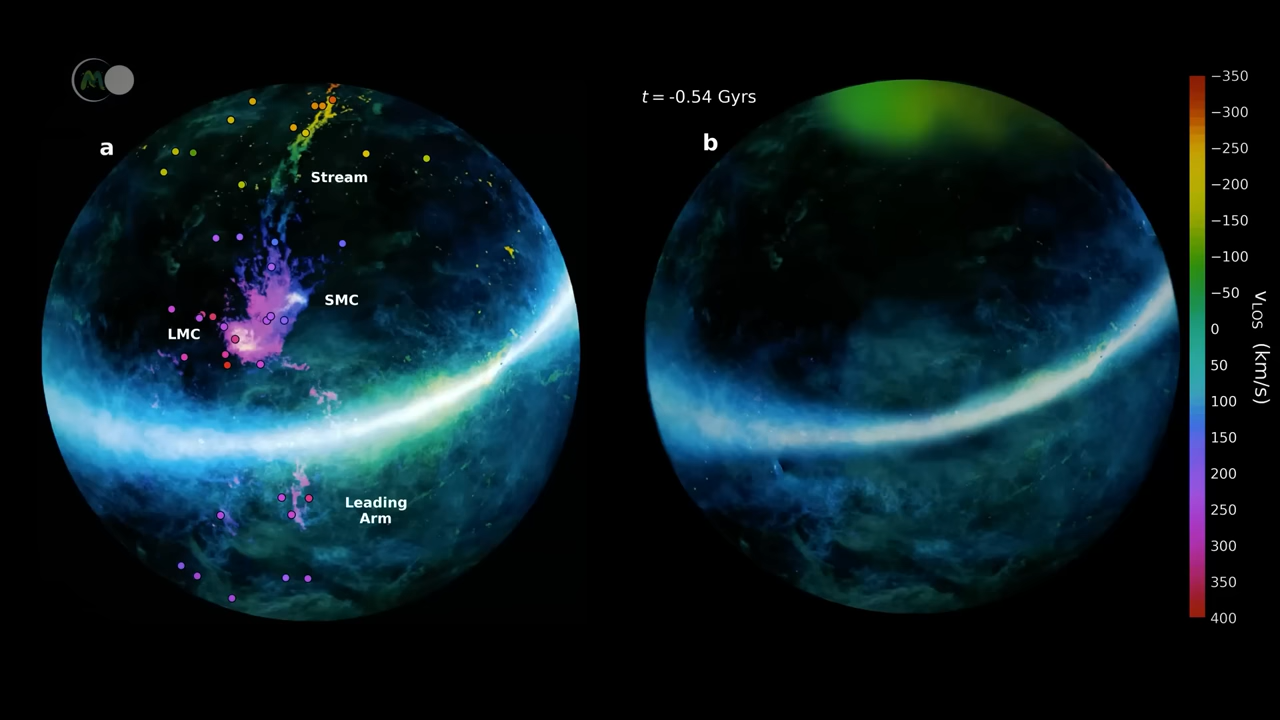 M
a
Stream
SMC
LMC
Leading
Arm
t = -0.54 Gyrs
b
−350
−300
−250
−200
−150
−100
−50
0
50
100
150
200
250
300
350
400
vLOS (km/s)